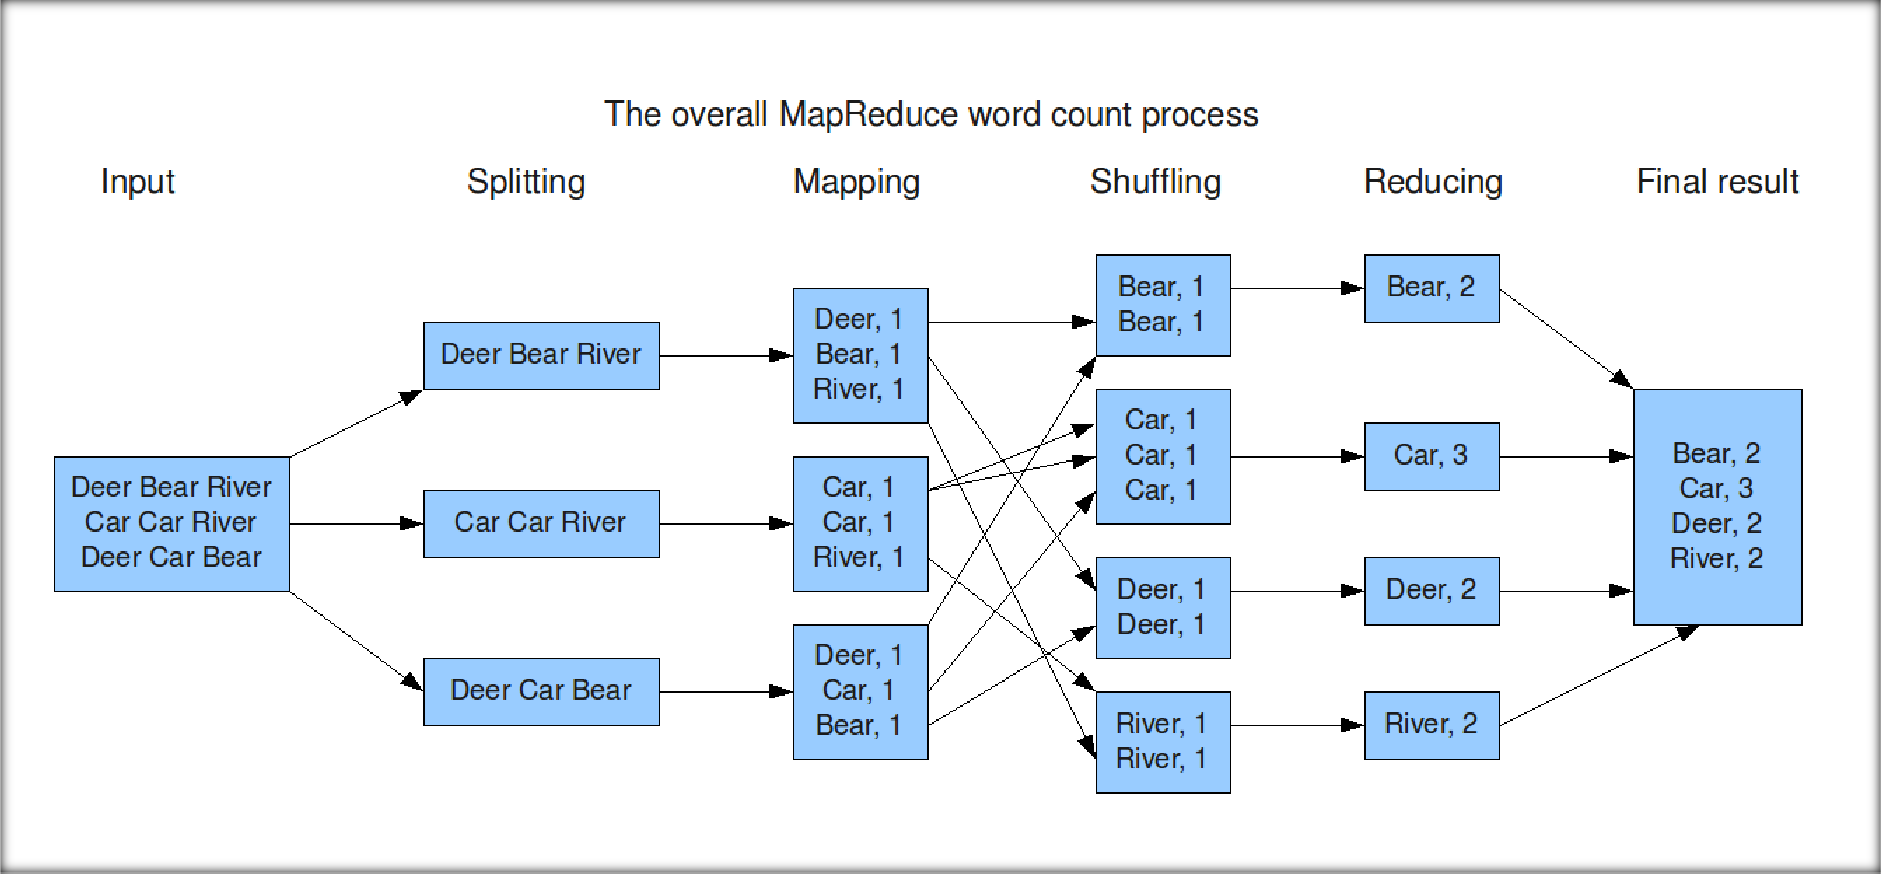 The overall MapReduce word count process
Input
Splitting
Mapping
Shuffling
Reducing
Final result
Deer Bear River
Car Car River
Deer Car Bear
Deer Bear River
Car Car River
Deer Car Bear
Deer, 1
Bear, 1
River, 1
Car, 1
Car, 1
River, 1
Deer, 1
Car, 1
Bear, 1
Bear, 1
Bear, 1
Car, 1
Car, 1
Car, 1
Deer, 1
Deer, 1
River, 1
River, 1
Bear, 2
Car, 3
Deer, 2
River, 2
Bear, 2
Car, 3
Deer, 2
River, 2